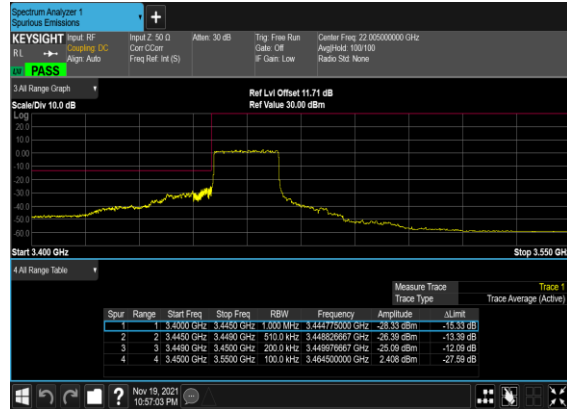 Spectrum Analyzer 1
Spurious Emissions
+
KEYSIGHT Input: RF Input Z: 50 Ω Atten: 30 dB Trig: Free Run Center Freq: 22.005000000 GHz
RL Coupling: DC Corr CCorr Gate: Off Avg|Hold: 100/100
Align: Auto Freq Ref: Int (S) IF Gain: Low Radio Std: None
PASS
3 All Range Graph
Ref Lvl Offset 11.71 dB
Scale/Div 10.0 dB Ref Value 30.00 dBm
Log
20.0
10.0
0.00
-10.0
-20.0
-30.0
-40.0
-50.0
-60.0
Start 3.400 GHz Stop 3.550 GH
4 All Range Table
Measure Trace Trace 1
Trace Type Trace Average (Active)
Spur Range Start Freq Stop Freq RBW Frequency Amplitude ΔLimit
1 1 3.4000 GHz 3.4450 GHz 1.000 MHz 3.444775000 GHz -28.33 dBm -15.33 dB
2 2 3.4450 GHz 3.4490 GHz 510.0 kHz 3.448826667 GHz -26.39 dBm -13.39 dB
3 3 3.4490 GHz 3.4500 GHz 200.0 kHz 3.449976667 GHz -25.09 dBm -12.09 dB
4 4 3.4500 GHz 3.5500 GHz 100.0 kHz 3.464500000 GHz 2.408 dBm -27.59 dB
? Nov 19, 2021
10:57:03 PM